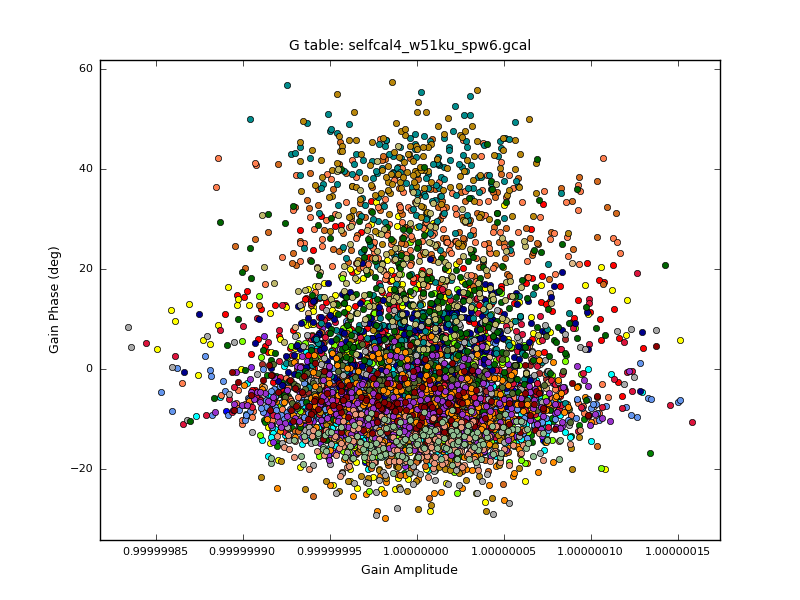 G table: selfcal4_w51ku_spw6.gcal
60
40
20
0
−20
Gain Phase (deg)
0.99999985 0.99999990 0.99999995 1.00000000 1.00000005 1.00000010 1.00000015
Gain Amplitude